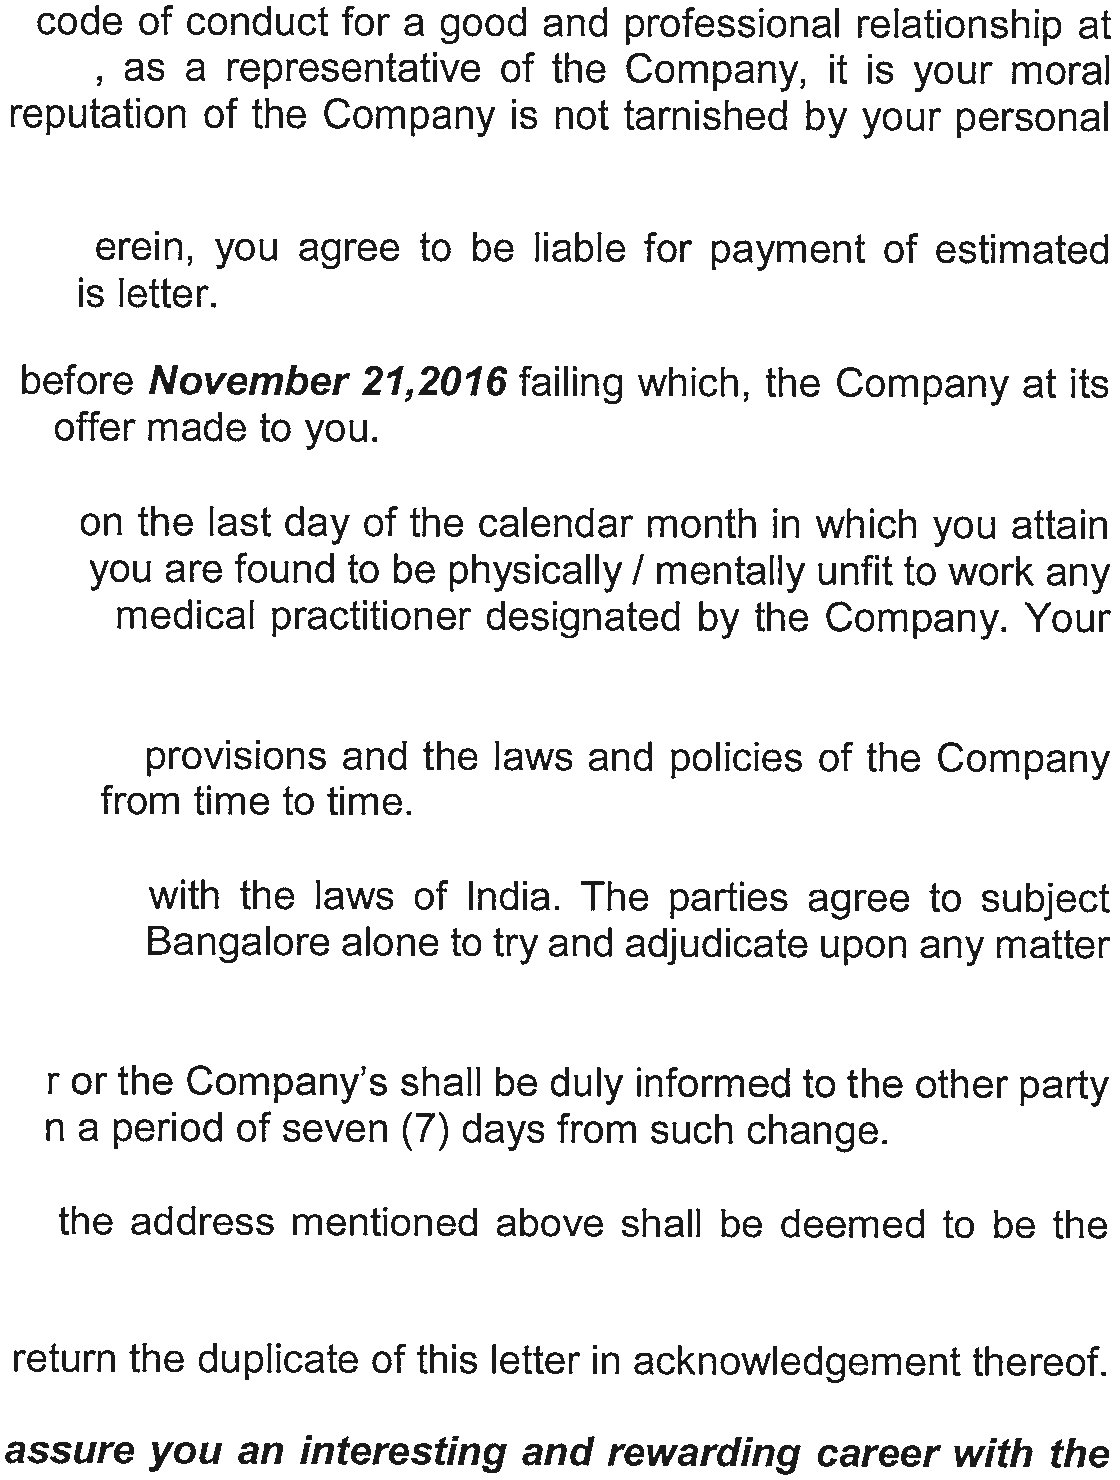 code of conduct for a good and professional relationship at
, as a representative of the Company, it is your moral
reputation of the Company is not tarnished by your personal
erein, you agree to be liable for payment of estimated
is letter.
before November 21,2016 failing which, the Company at its
offer made to you.
on the last day of the calendar month in which you attain
you are found to be physically / mentally unfit to work any
medical practitioner designated by the Company. Your
provisions and the laws and policies of the Company
from time to time.
with the laws of India. The parties agree to subject
Bangalore alone to try and adjudicate upon any matter
r or the Company's shall be duly informed to the other party
n a period of seven (7) days from such change.
the address mentioned above shall be deemed to be the
return the duplicate of this letter in acknowledgement thereof.
assure you an interesting and rewarding career with the